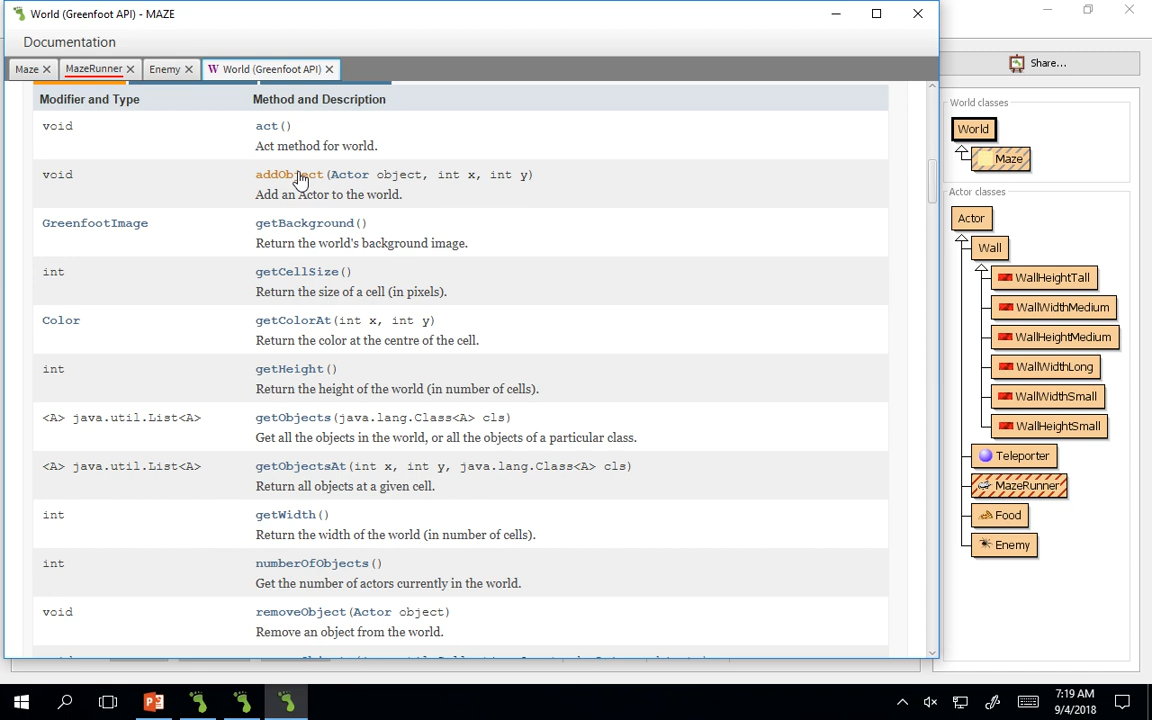 World (Greenfoot API) - MAZE
Documentation
Maze
MazeRunner
Enemy
W World (Greenfoot API)
Share...
Modifier and Type Method and Description
void act()
Act method for world.
void addObject(Actor object, int x, int y)
Add an Actor to the world.
GreenfootImage getBackground()
Return the world's background image.
int getCellSize()
Return the size of a cell (in pixels).
Color getColorAt(int x, int y)
Return the color at the centre of the cell.
int getHeight()
Return the height of the world (in number of cells).
<A> java.util.List<A> getObjects(java.lang.Class<A> cls)
Get all the objects in the world, or all the objects of a particular class.
<A> java.util.List<A> getObjectsAt(int x, int y, java.lang.Class<A> cls)
Return all objects at a given cell.
int getWidth()
Return the width of the world (in number of cells).
int numberOfObjects()
Get the number of actors currently in the world.
void removeObject(Actor object)
Remove an object from the world.
World classes
World
Maze
Actor classes
Actor
Wall
WallHeightTall
WallWidthMedium
WallHeightMedium
WallWidthLong
WallWidthSmall
WallHeightSmall
Teleporter
MazeRunner
Food
Enemy
7:19 AM
9/4/2018